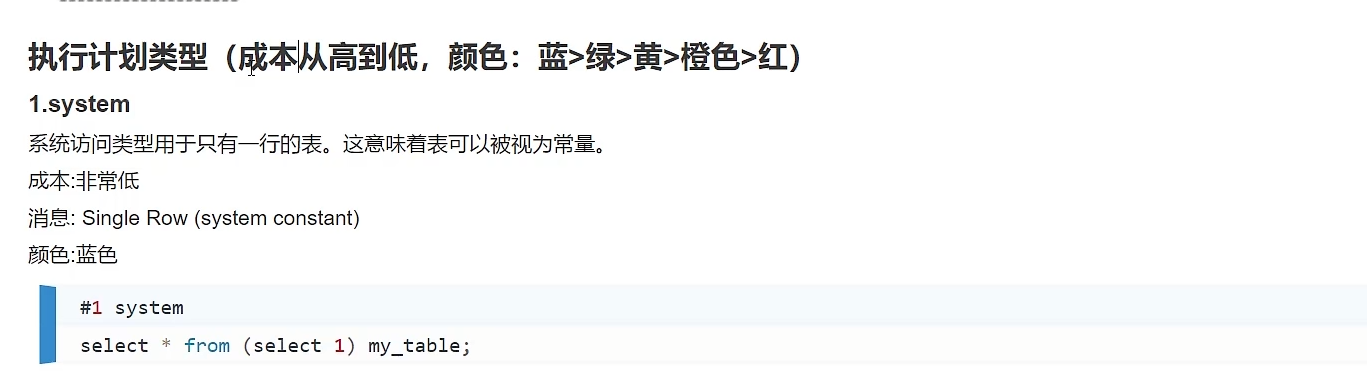 执行计划类型（成本从高到低，颜色：蓝>绿>黄>橙色>红）
1.system
系统访问类型用于只有一行的表。这意味着表可以被视为常量。
成本:非常低
消息: Single Row (system constant)
颜色:蓝色
#1 system
select * from (select 1) my_table;